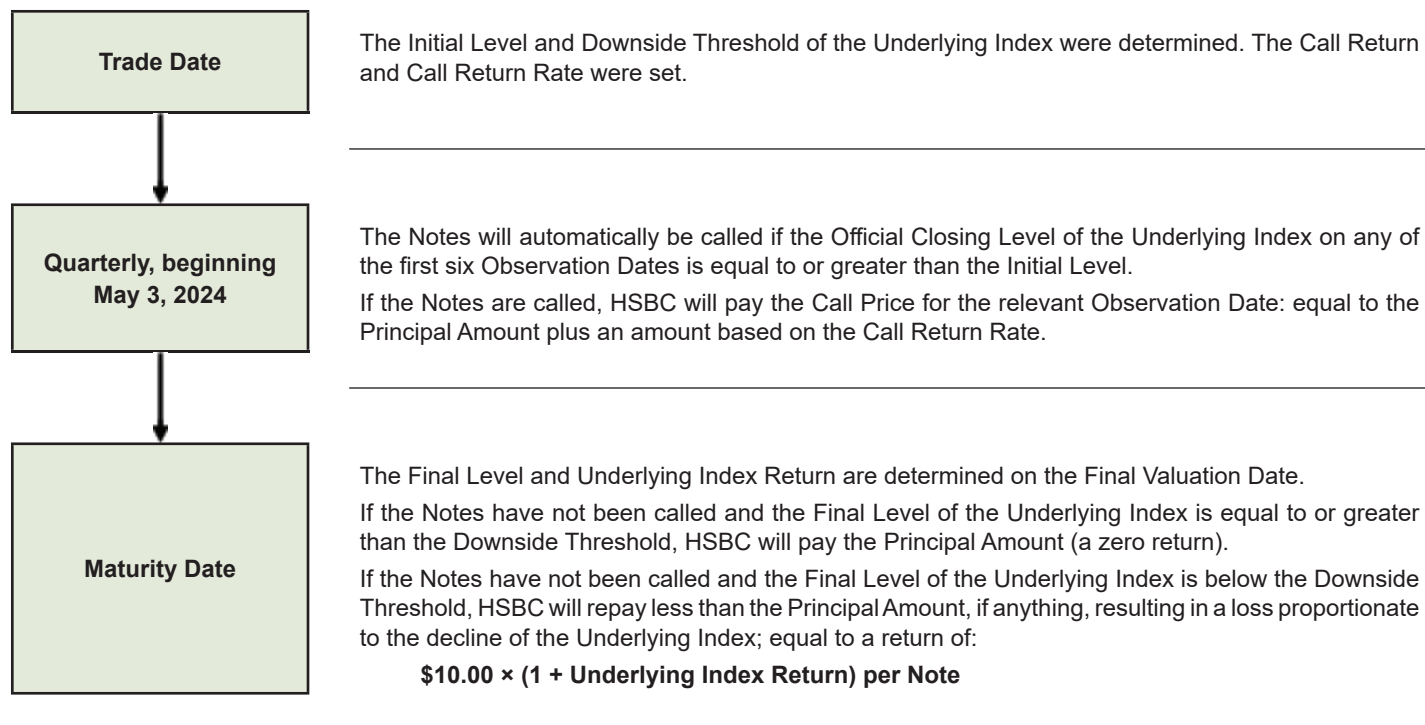 Trade Date
The Initial Level and Downside Threshold of the Underlying Index were determined. The Call Return
and Call Return Rate were set.
Quarterly, beginning
May 3, 2024
The Notes will automatically be called if the Official Closing Level of the Underlying Index on any of
the first six Observation Dates is equal to or greater than the Initial Level.
If the Notes are called, HSBC will pay the Call Price for the relevant Observation Date: equal to the
Principal Amount plus an amount based on the Call Return Rate.
Maturity Date
The Final Level and Underlying Index Return are determined on the Final Valuation Date.
If the Notes have not been called and the Final Level of the Underlying Index is equal to or greater
than the Downside Threshold, HSBC will pay the Principal Amount (a zero return).
If the Notes have not been called and the Final Level of the Underlying Index is below the Downside
Threshold, HSBC will repay less than the Principal Amount, if anything, resulting in a loss proportionate
to the decline of the Underlying Index; equal to a return of:
$10.00 × (1 + Underlying Index Return) per Note